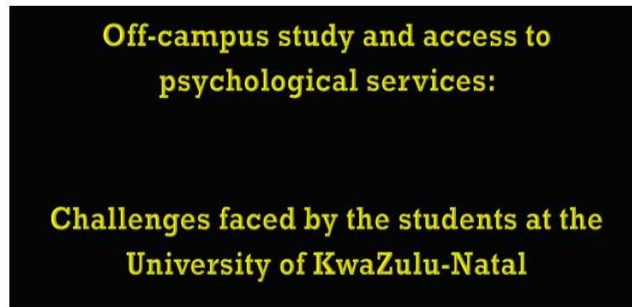 Off-campus study and access to
psychological services:
Challenges faced by the students at the
University of KwaZulu-Natal